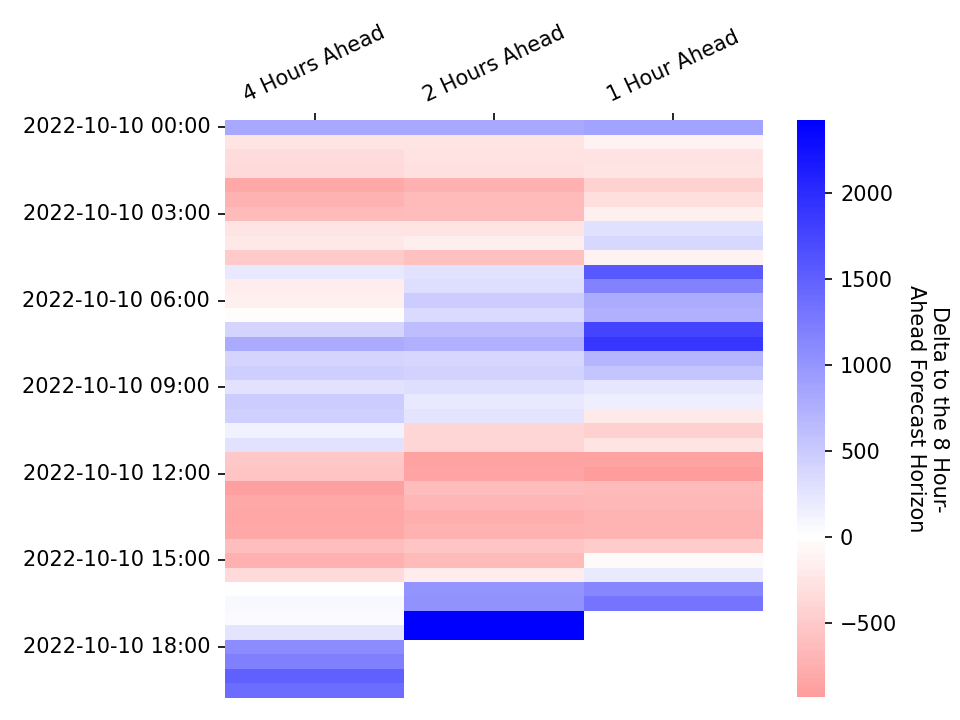 4 Hours Ahead
2 Hours Ahead
1 Hour Ahead
2022-10-10 00:00
2022-10-10 03:00
2022-10-10 06:00
2022-10-10 09:00
2022-10-10 12:00
2022-10-10 15:00
2022-10-10 18:00
2000
1500
1000
500
0
−500
Delta to the 8 Hour-
Ahead Forecast Horizon